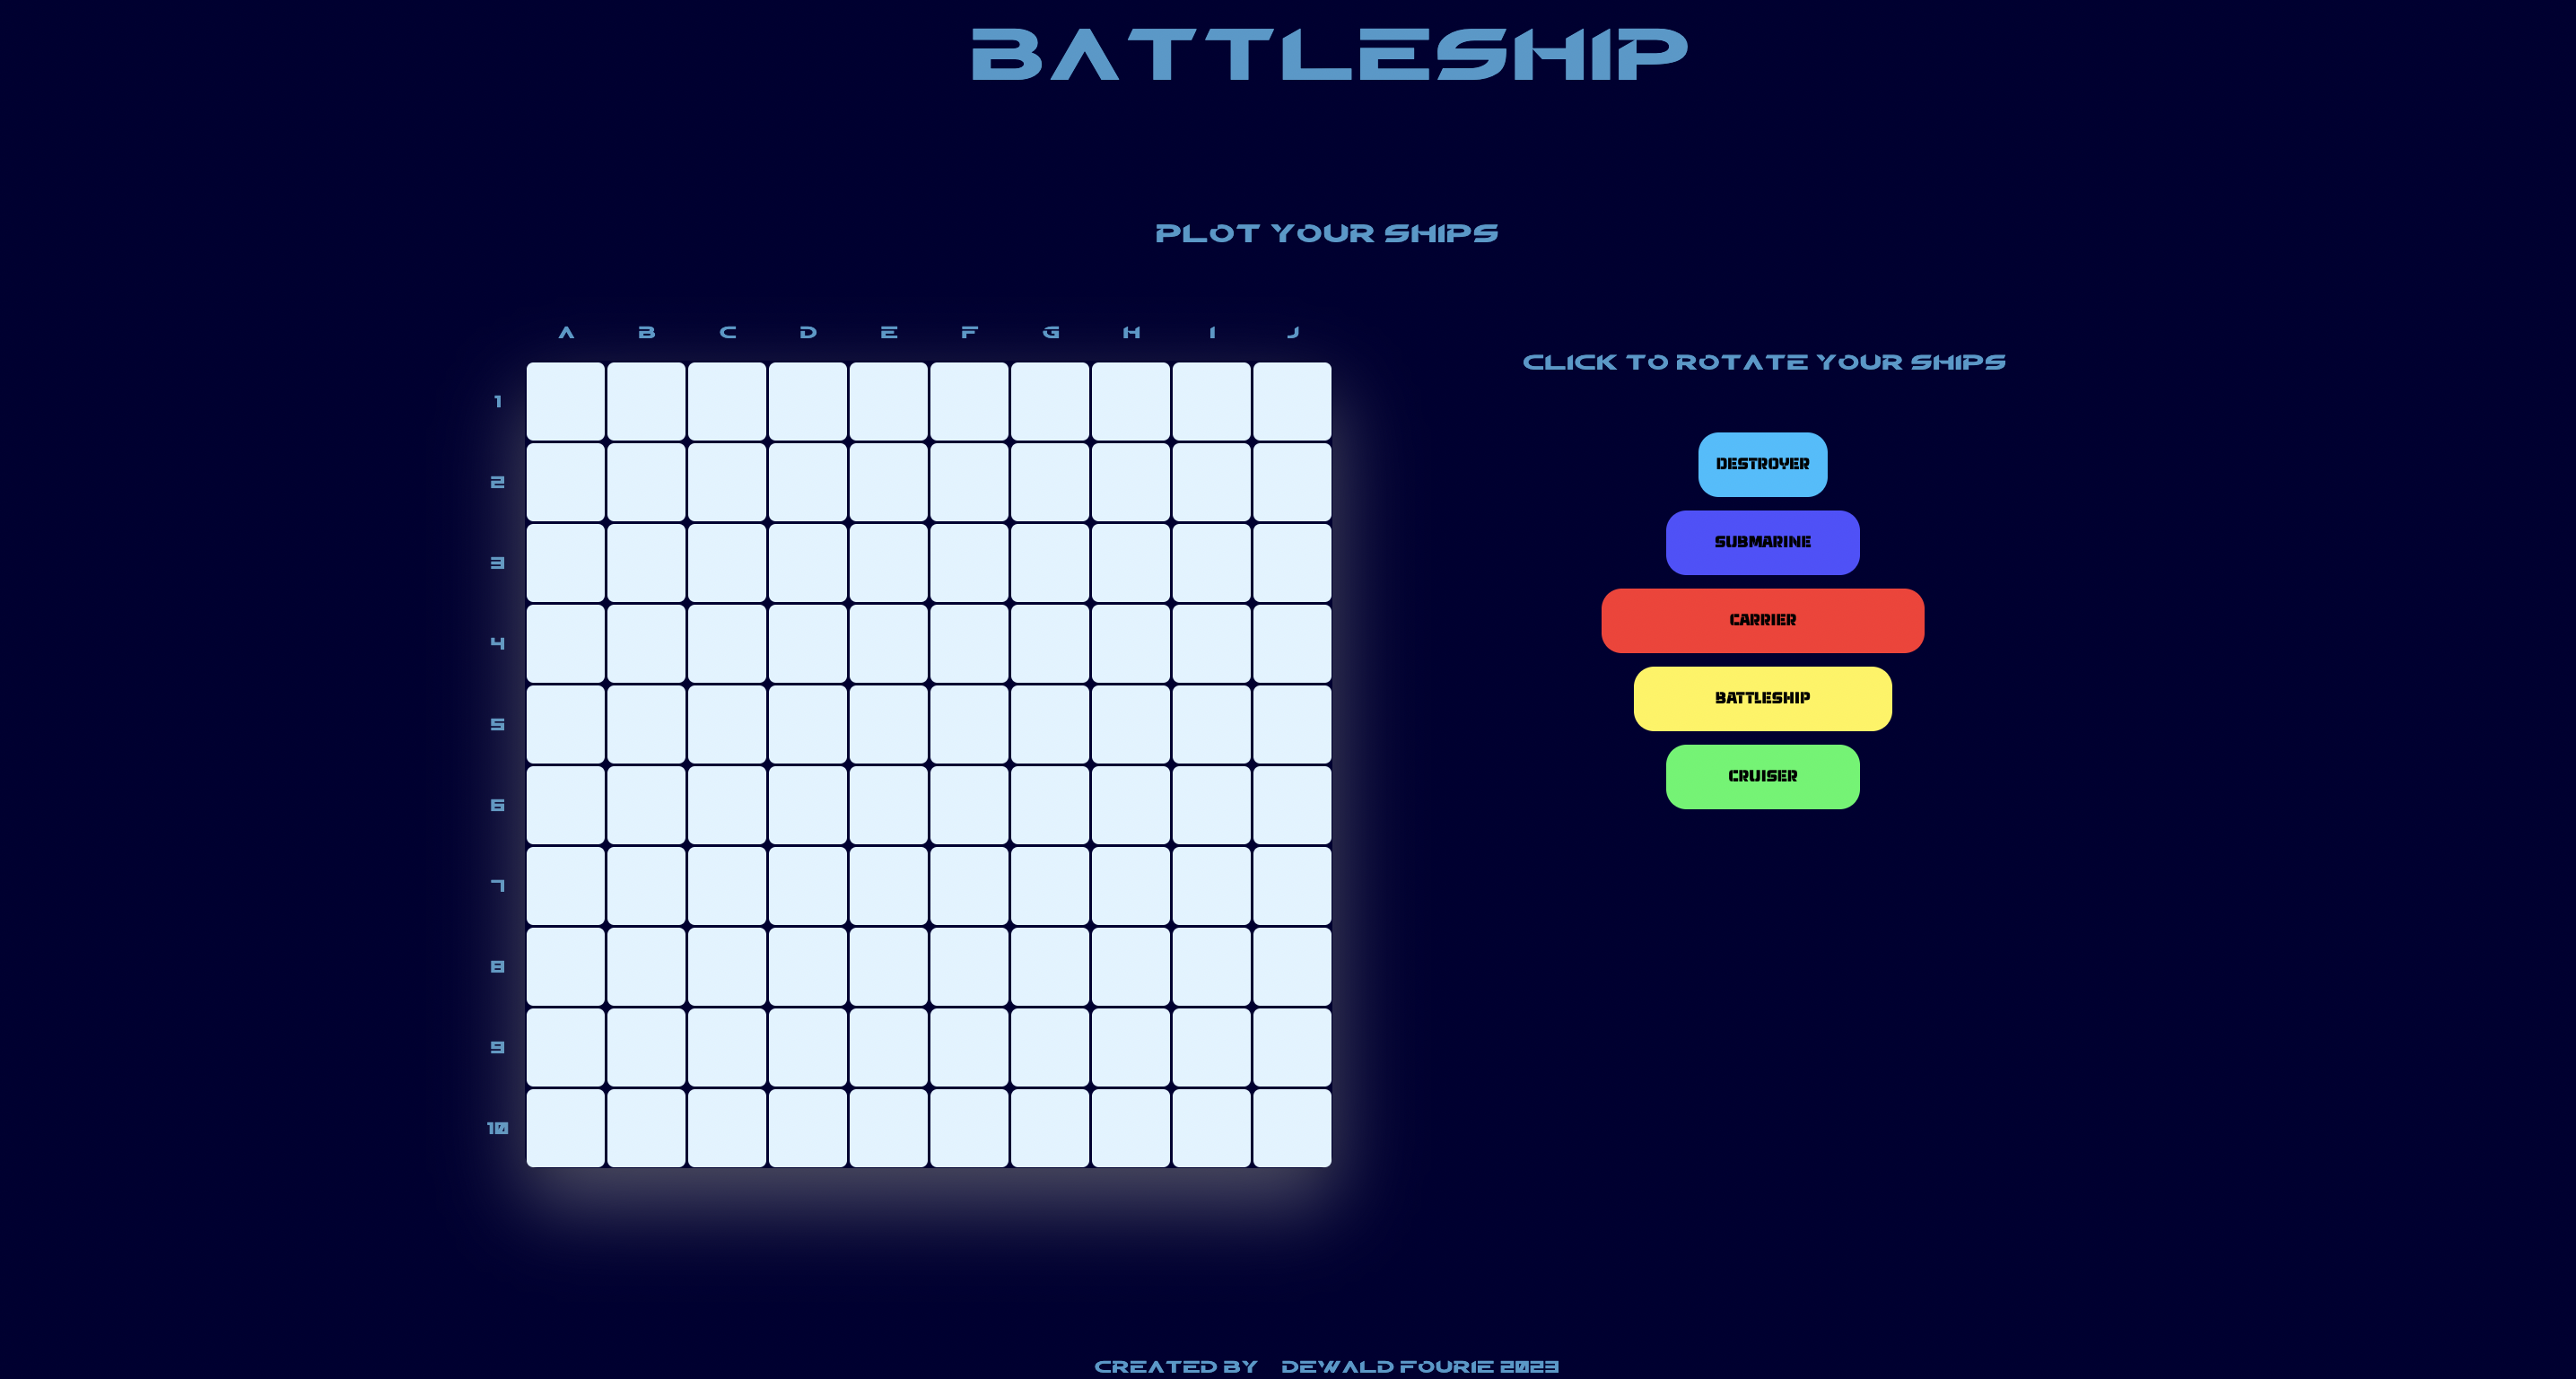 BATTLESHIP
PLOT YOUR SHIPS
A B C D E F G H I J
CLICK TO ROTATE YOUR SHIPS
1
2
3
4
5
6
7
8
9
10
DESTROYER
SUBMARINE
CARRIER
BATTLESHIP
CRUISER
CREATED BY DEWALD FOURIE 2023